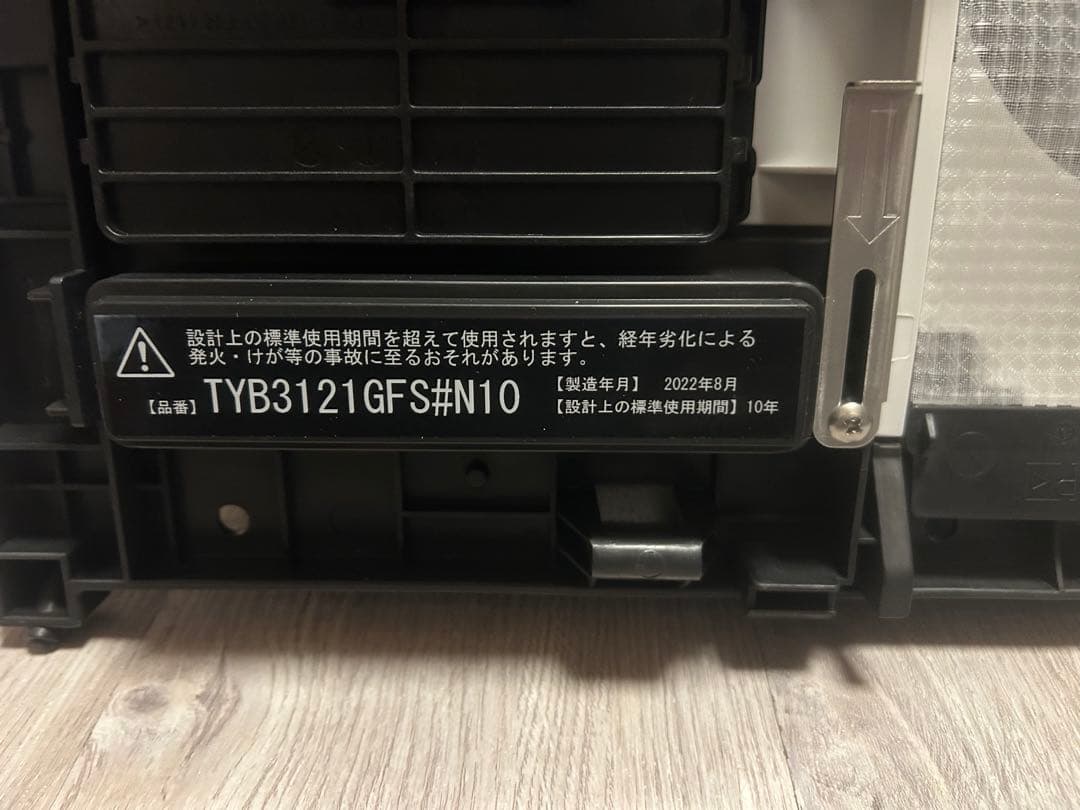 設計上の標準使用期間を超えて使用されますと、経年劣化による
発火・けが等の事故に至るおそれがあります。
【品番】TYB3121GFS#N10
【製造年月】 2022年8月
【設計上の標準使用期間】10年